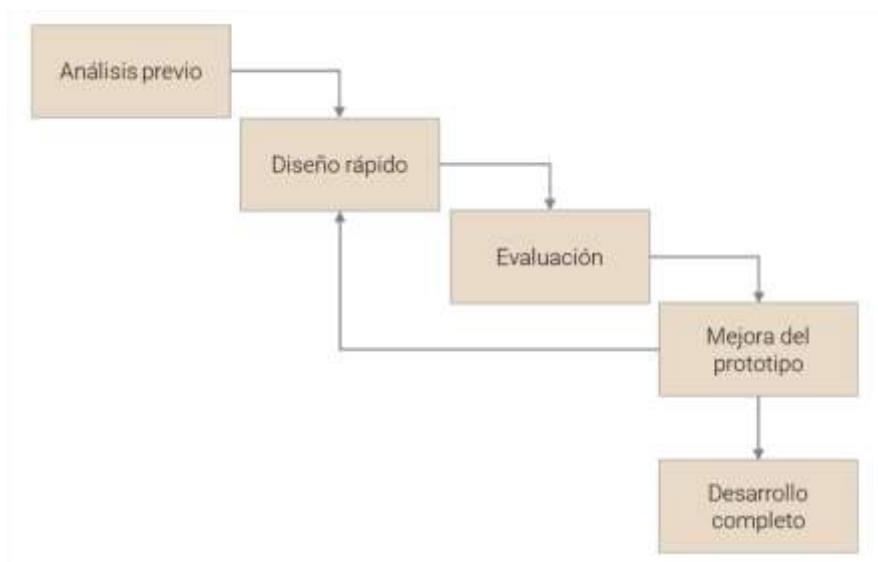 Análisis previo
Diseño rápido
Evaluación
Mejora del
prototipo
Desarrollo
completo